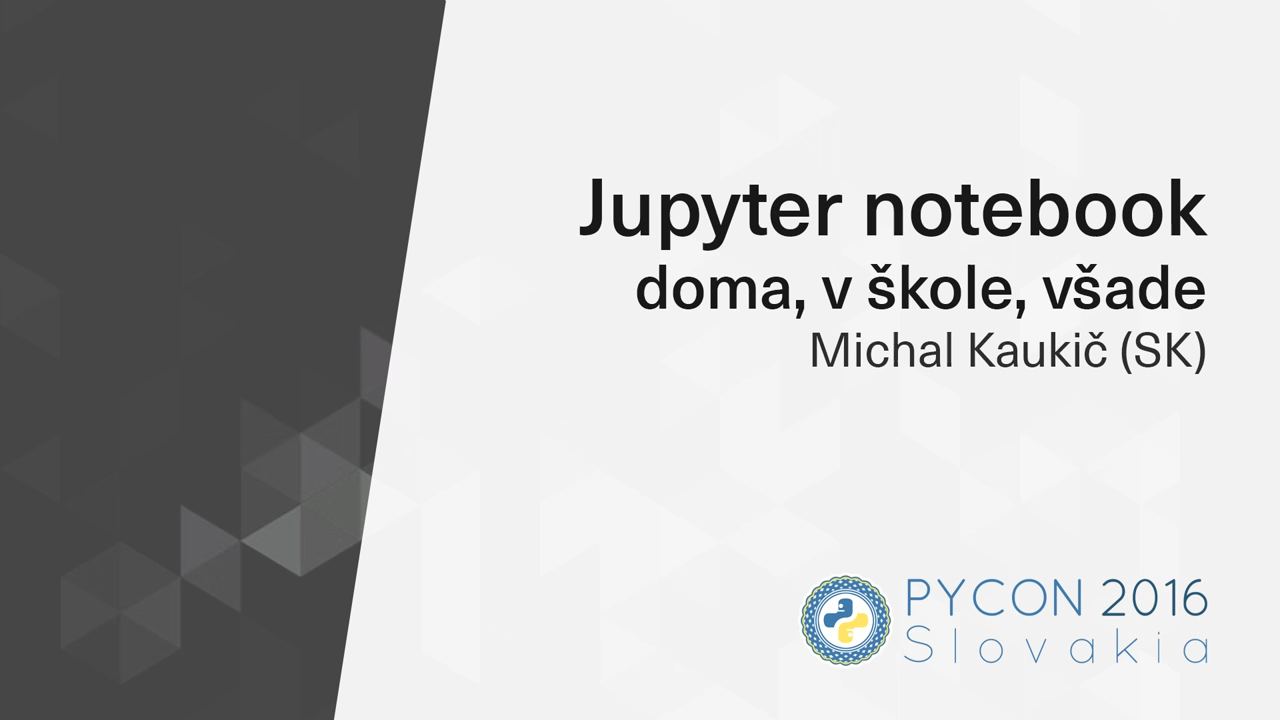 Jupyter notebook
doma, v škole, všade
Michal Kaukič (SK)
PYCON 2016
Slovakia